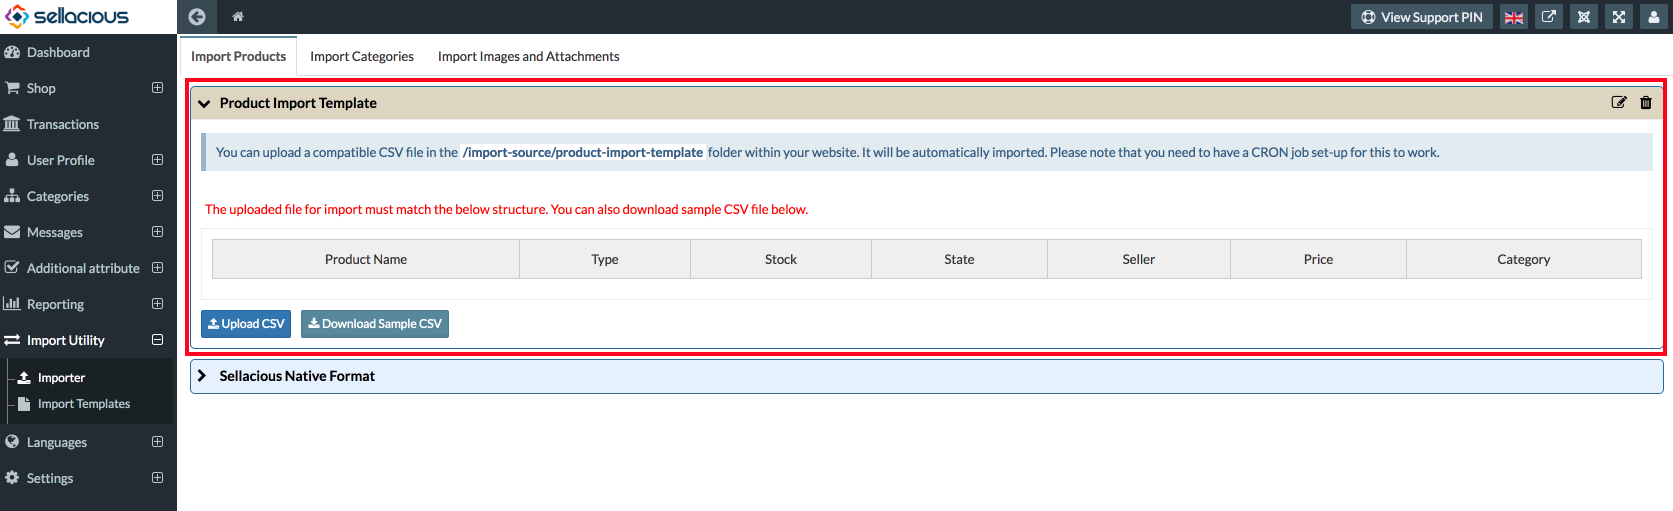 sellacious
View Support PIN
Dashboard
Shop
Transactions
User Profile
Categories
Messages
Additional attribute
Reporting
Import Utility
Importer
Import Templates
Languages
Settings
Import Products
Import Categories
Import Images and Attachments
Product Import Template
You can upload a compatible CSV file in the /import-source/product-import-template folder within your website. It will be automatically imported. Please note that you need to have a CRON job set-up for this to work.
The uploaded file for import must match the below structure. You can also download sample CSV file below.
Product Name Type Stock State Seller Price Category
Upload CSV Download Sample CSV
Sellacious Native Format